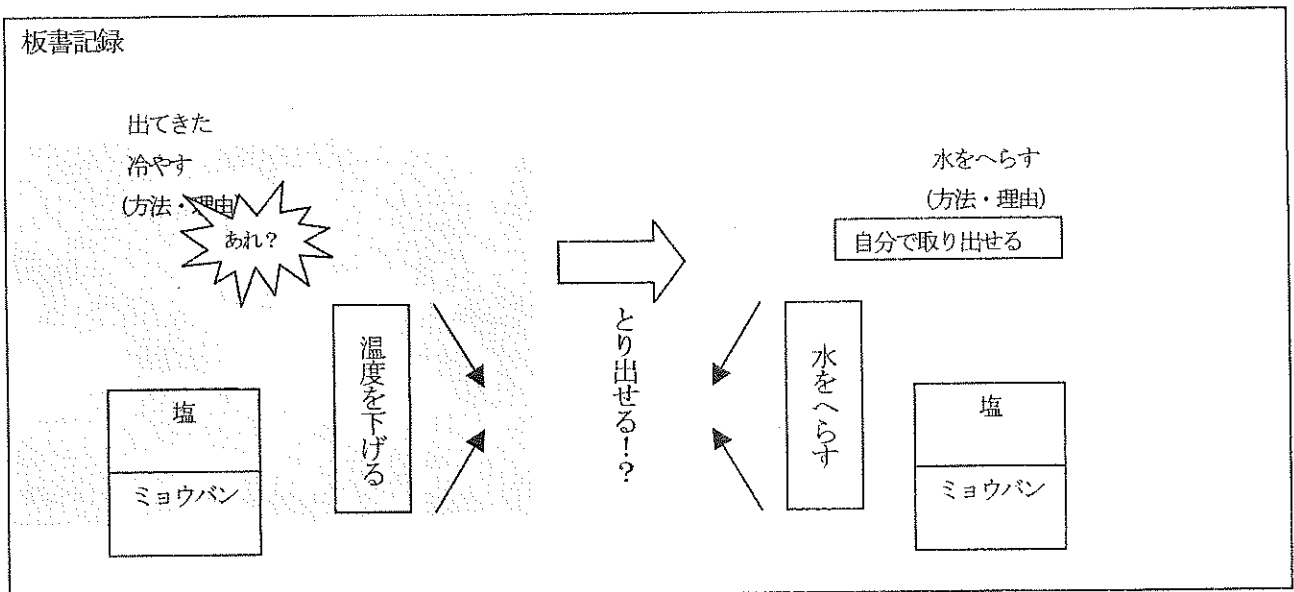 板書記録
出てきた
冷やす
(方法・理由)
あれ?
温度を下げる
塩
ミョウバン
とり出せる!?
水をへらす
(方法・理由)
自分で取り出せる
水をへらす
塩
ミョウバン